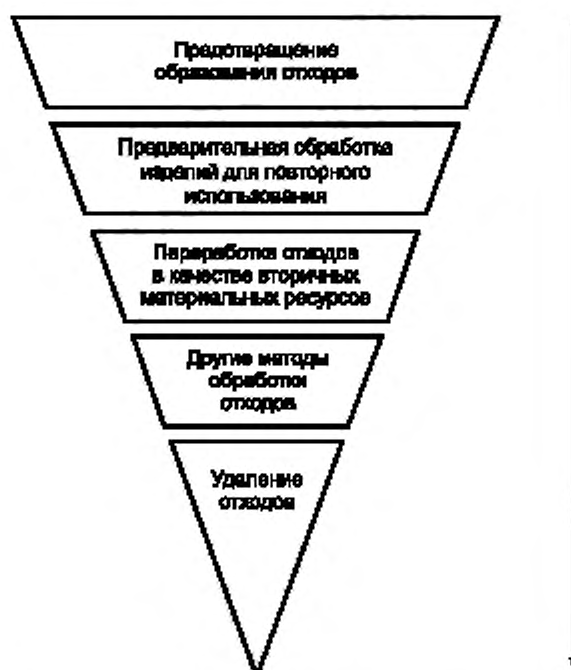 Предотвращение
образования отходов
Предварительная обработка
изделий для повторного
использования
Переработка отходов
в качестве вторичных
материальных ресурсов
Другие методы
обработки
отходов
Удаление
отходов